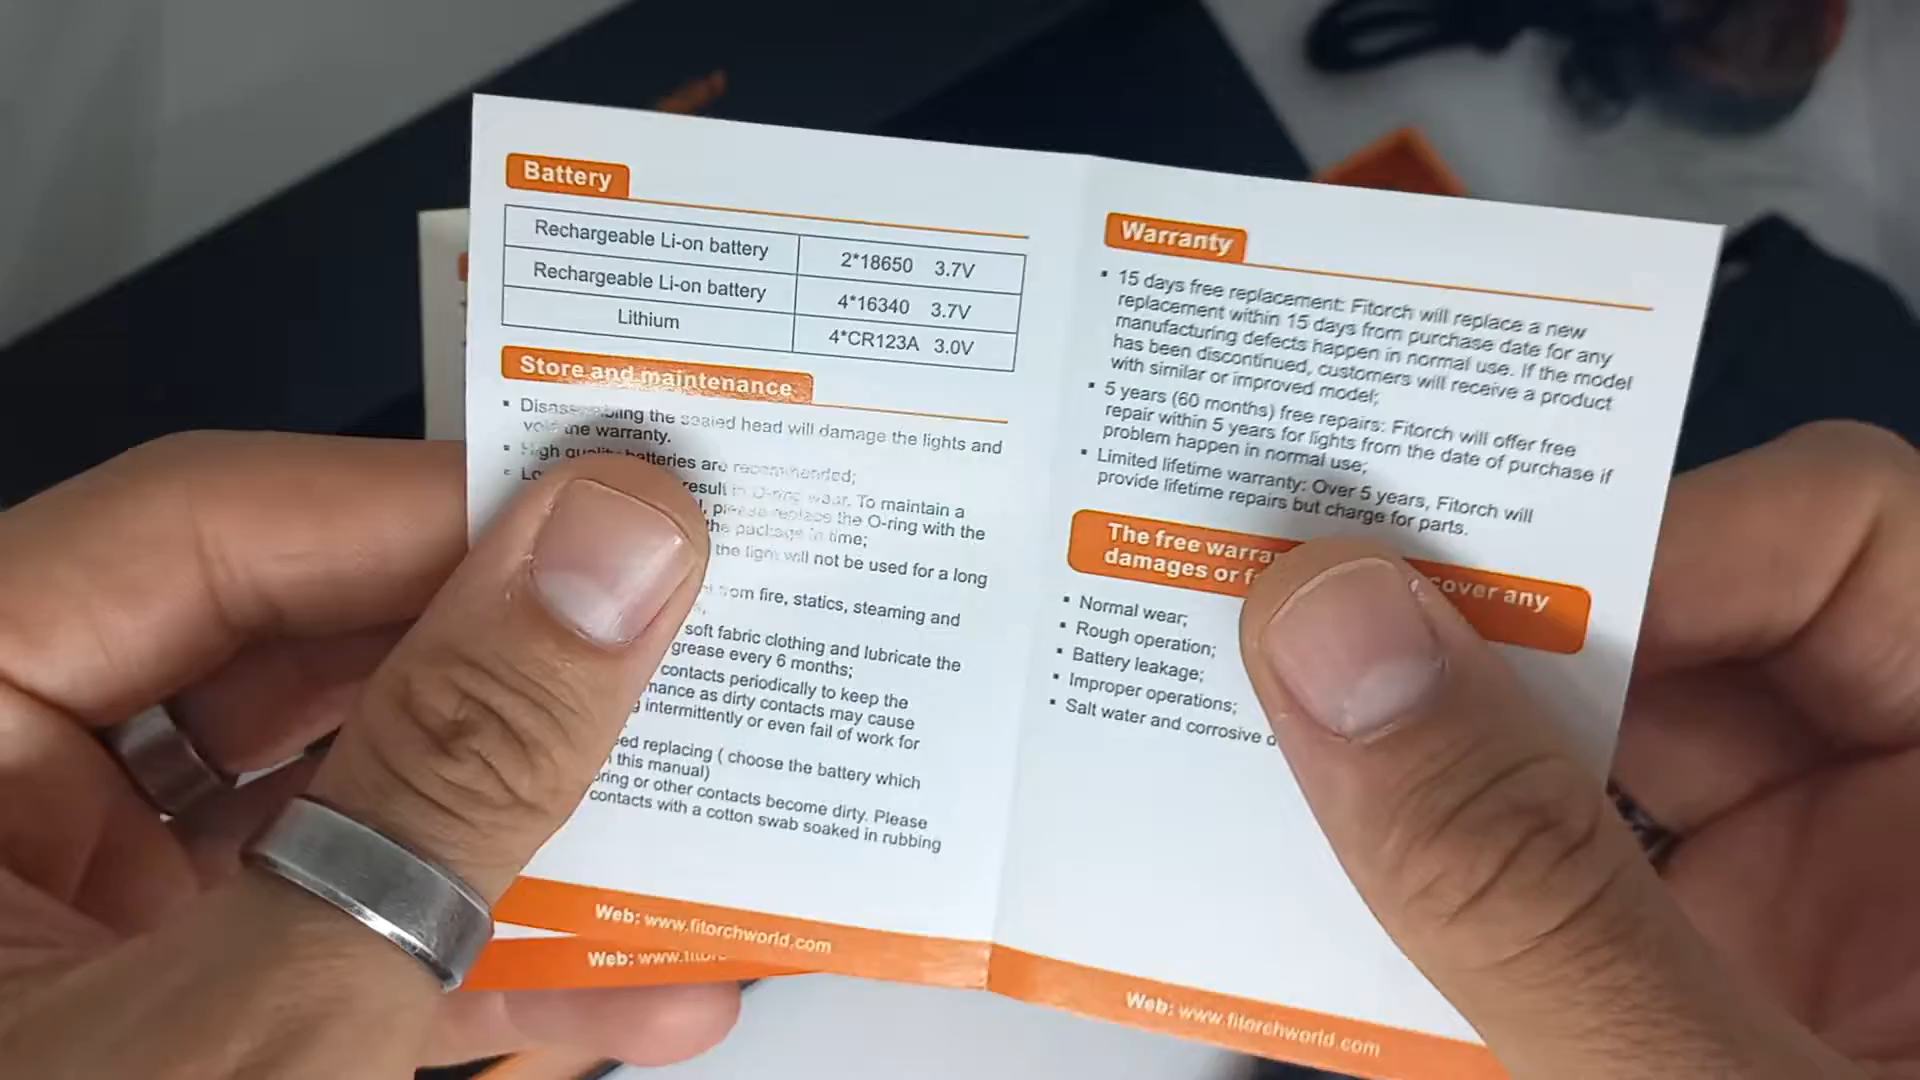 Battery
Rechargeable Li-on battery 2*18650 3.7V
Rechargeable Li-on battery 4*16340 3.7V
Lithium 4*CR123A 3.0V
Store and maintenance
the sealed head will damage the lights and
the warranty.
batteries are recommended;
result in O-ring wear. To maintain a
please replace the O-ring with the
the package in time;
the light will not be used for a long
from fire, statics, steaming and
soft fabric clothing and lubricate the
grease every 6 months;
contacts periodically to keep the
as dirty contacts may cause
intermittently or even fail of work for
replacing ( choose the battery which
this manual)
or other contacts become dirty. Please
contacts with a cotton swab soaked in rubbing
Web: www.fitorchworld.com
Web:
Warranty
▪ 15 days free replacement: Fitorch will replace a new
replacement within 15 days from purchase date for any
manufacturing defects happen in normal use. If the model
has been discontinued, customers will receive a product
with similar or improved model;
▪ 5 years (60 months) free repairs: Fitorch will offer free
repair within 5 years for lights from the date of purchase if
problem happen in normal use;
▪ Limited lifetime warranty: Over 5 years, Fitorch will
provide lifetime repairs but charge for parts.
The free cover any
damages or
▪ Normal wear;
▪ Rough operation;
▪ Battery leakage;
▪ Improper operations;
▪ Salt water and corrosive
Web: www.fitorchworld.com